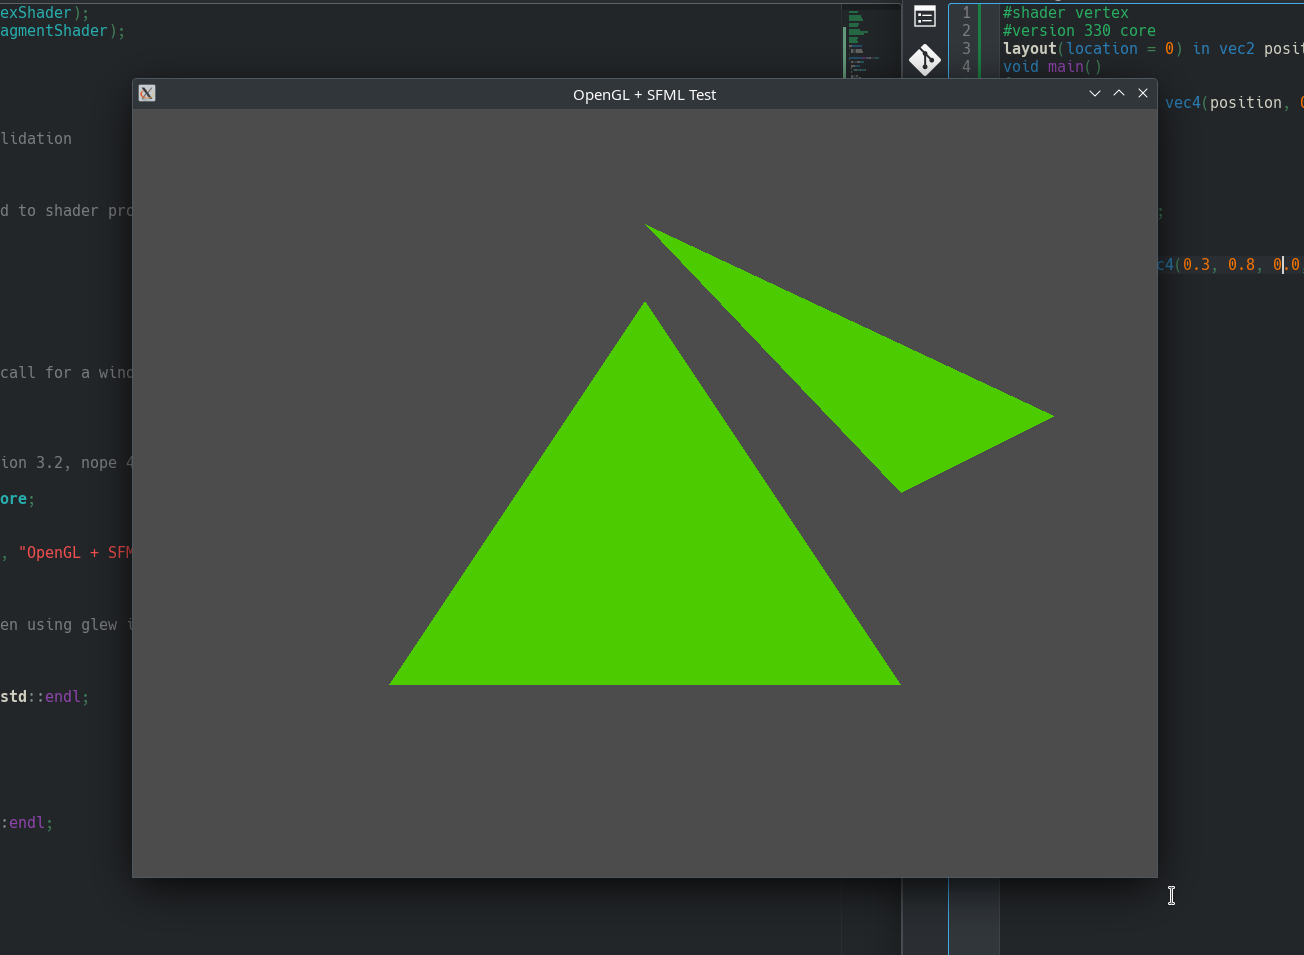 exShader);
agmentShader);
lidation
d to shader pro
call for a wind
ion 3.2, nope 4
ore;
, "OpenGL + SFM
en using glew i
std::endl;
:endl;
OpenGL + SFML Test
1 #shader vertex
2 #version 330 core
3 layout(location = 0) in vec2 posit
4 void main()
vec4(position, 0
;
c4(0.3, 0.8, 0.0,